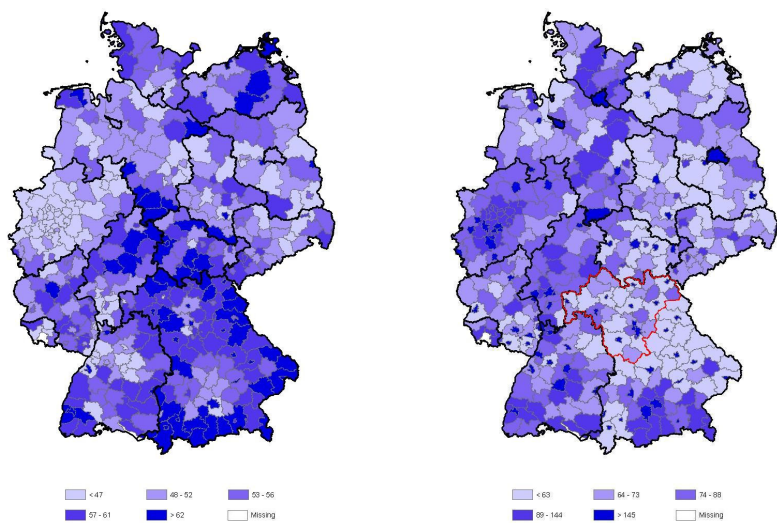 < 47 48 - 52 53 - 56
57 - 61 > 62 Missing
< 63 64 - 73 74 - 88
89 - 144 > 145 Missing